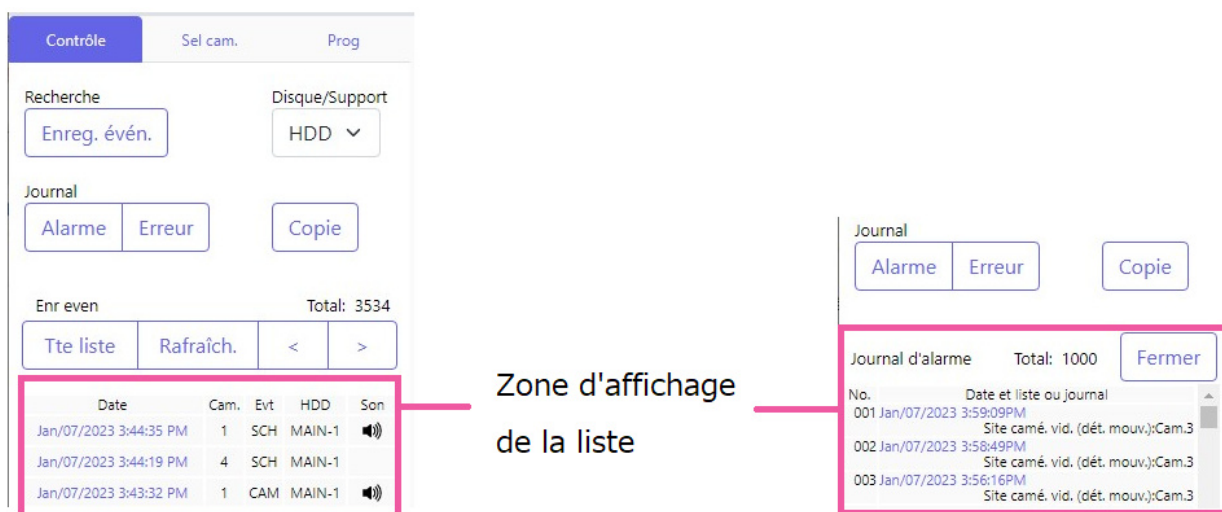 Contrôle Sel cam. Prog
Recherche Disque/Support
Enreg. évén. HDD
Journal
Alarme Erreur Copie
Enr even Total: 3534
Tte liste Rafraîch. < >
Date Cam. Evt HDD Son
Jan/07/2023 3:44:35 PM 1 SCH MAIN-1
Jan/07/2023 3:44:19 PM 4 SCH MAIN-1
Jan/07/2023 3:43:32 PM 1 CAM MAIN-1
Zone d'affichage
de la liste
Journal
Alarme Erreur Copie
Journal d'alarme Total: 1000 Fermer
No. Date et liste ou journal
001 Jan/07/2023 3:59:09PM
Site camé. vid. (dét. mouv.):Cam.3
002 Jan/07/2023 3:58:49PM
Site camé. vid. (dét. mouv.):Cam.3
003 Jan/07/2023 3:56:16PM
Site camé. vid. (dét. mouv.):Cam.3